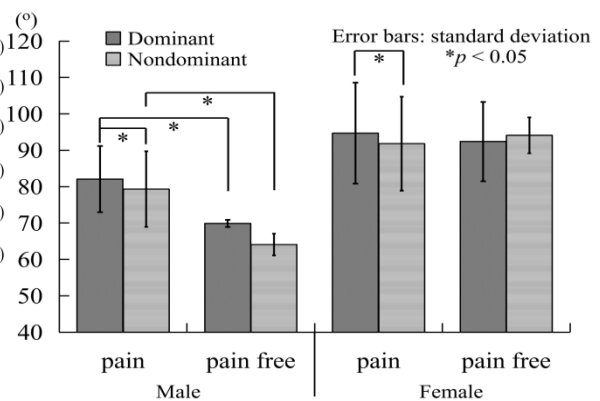 (º)
120
110
100
90
80
70
60
50
40
)
)
)
)
)
)
Dominant
Nondominant
Error bars: standard deviation
*p < 0.05
*
*
*
*
pain
pain free
pain
pain free
Male
Female